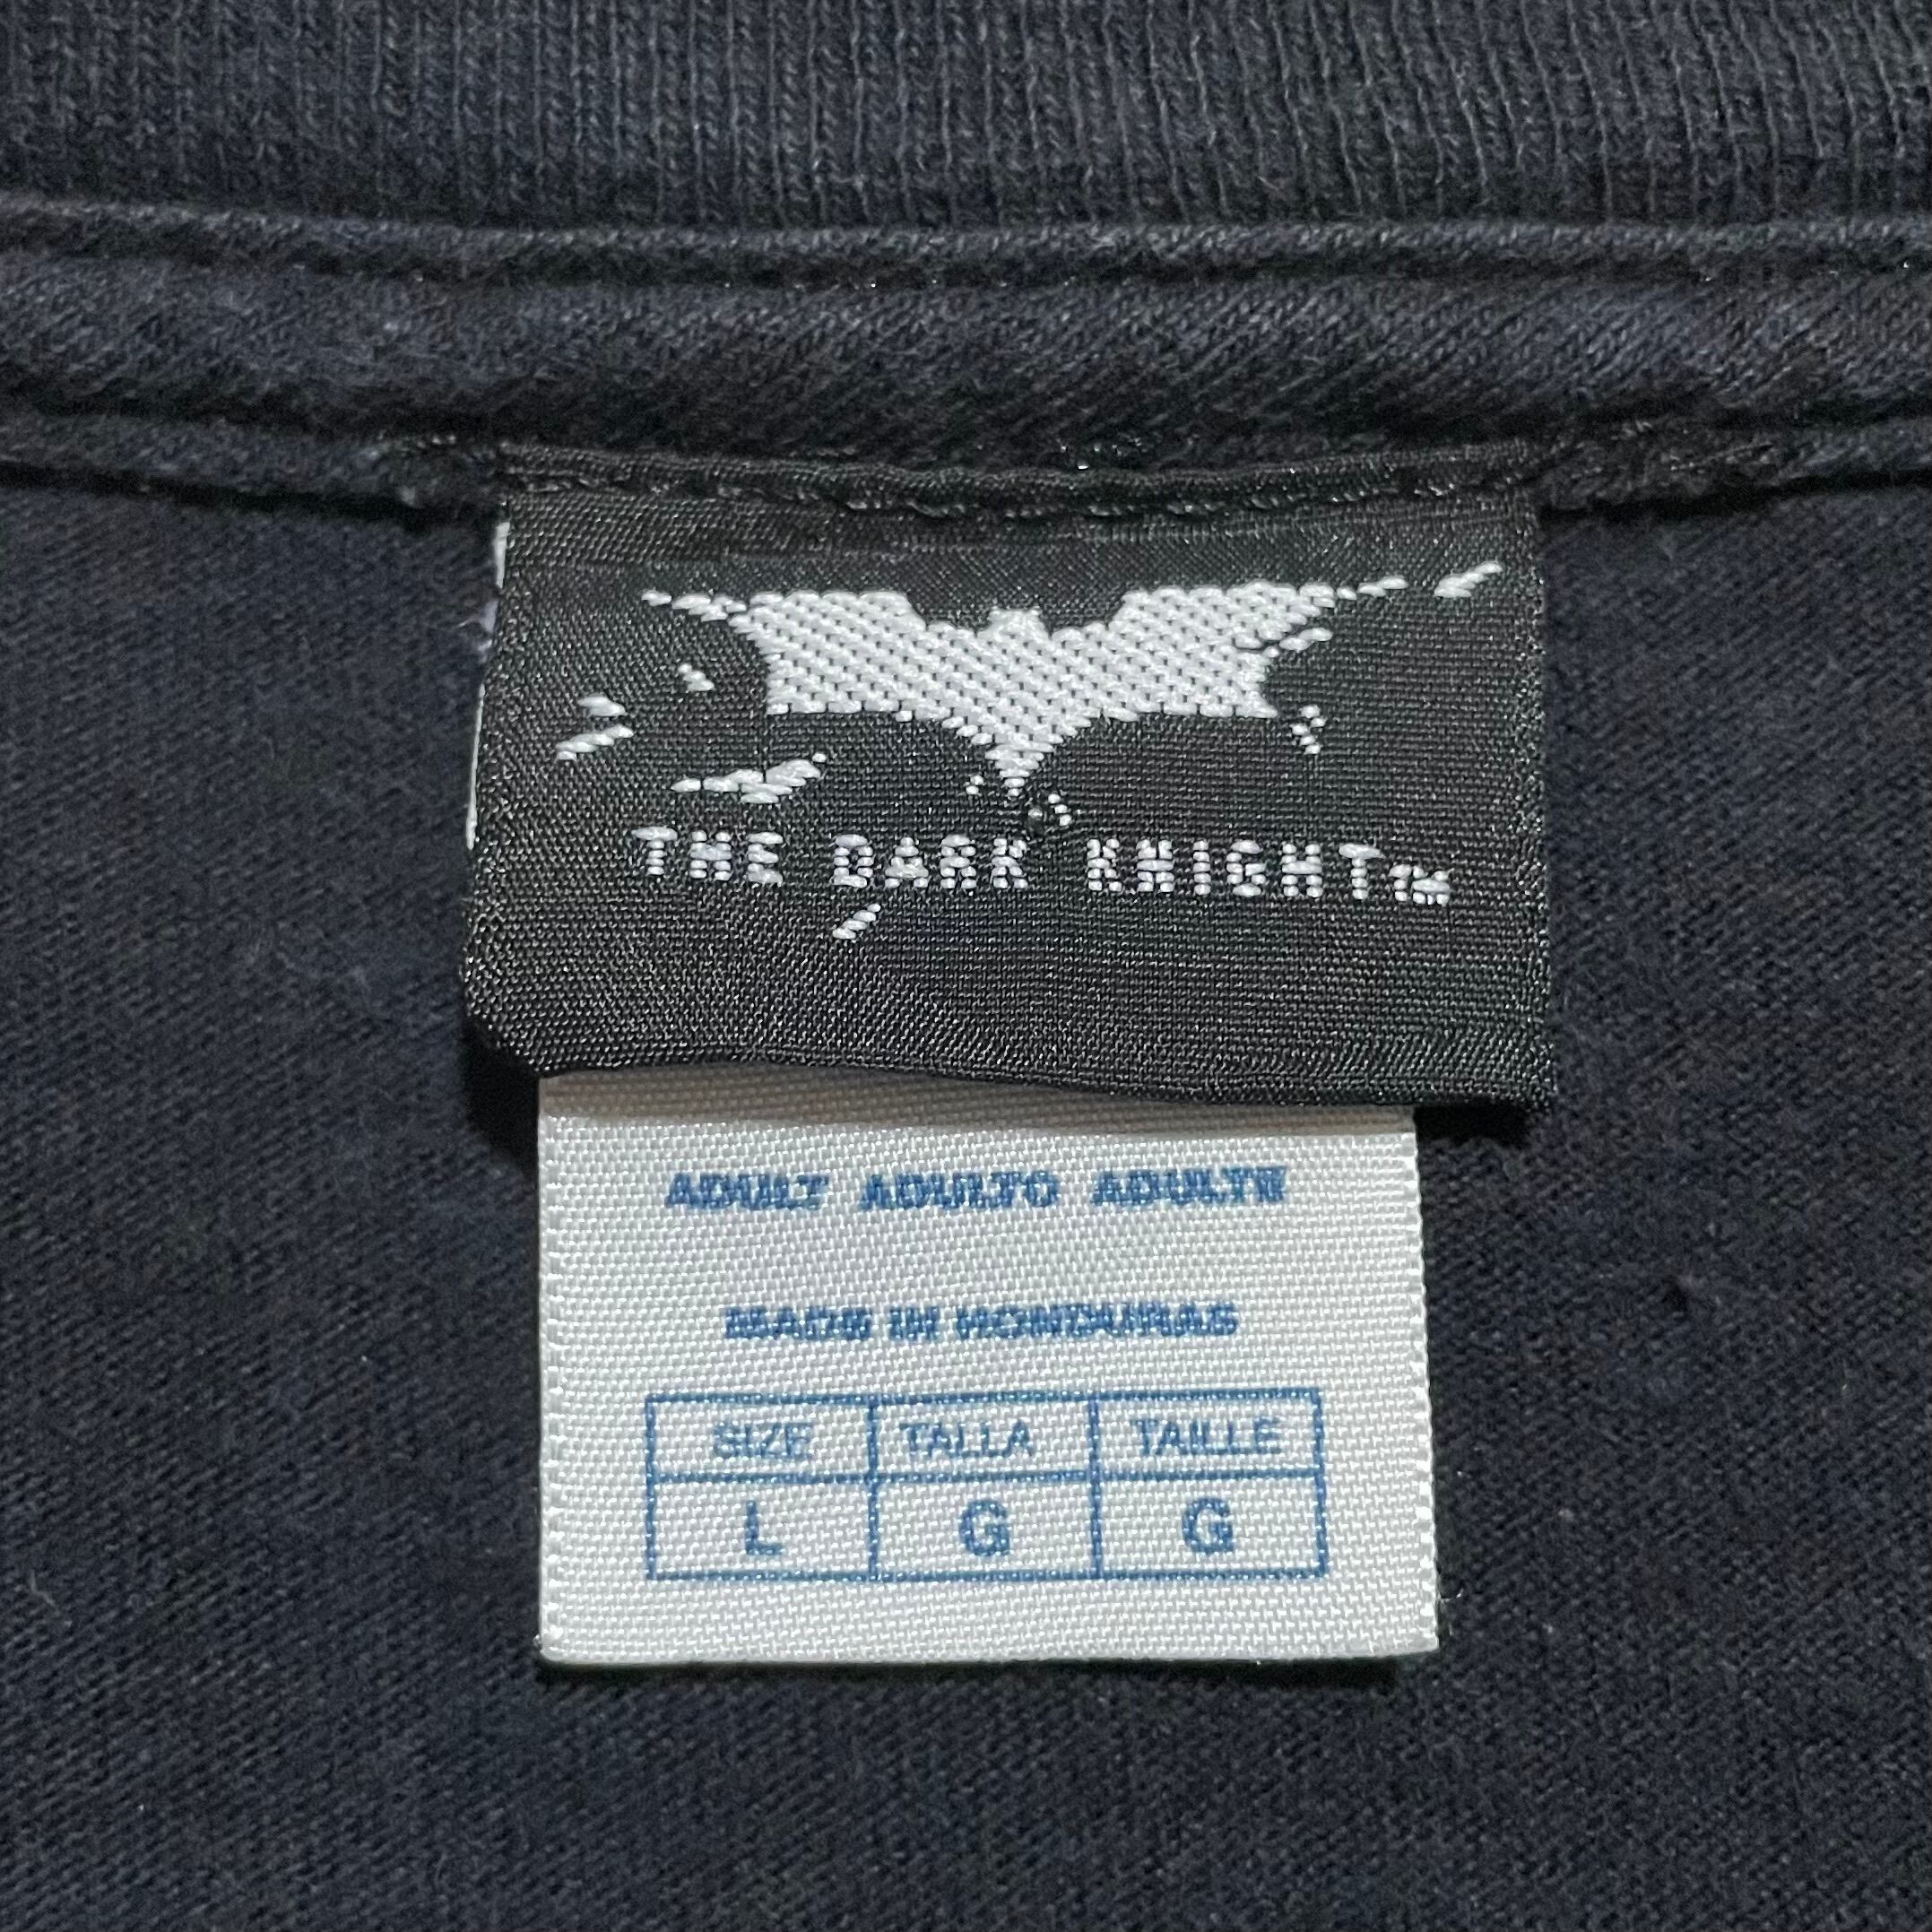 THE DARK KNIGHT™
ADULT ADULTO ADULTE
MADE IN HONDURAS
SIZE TALLA TAILLE
L G G